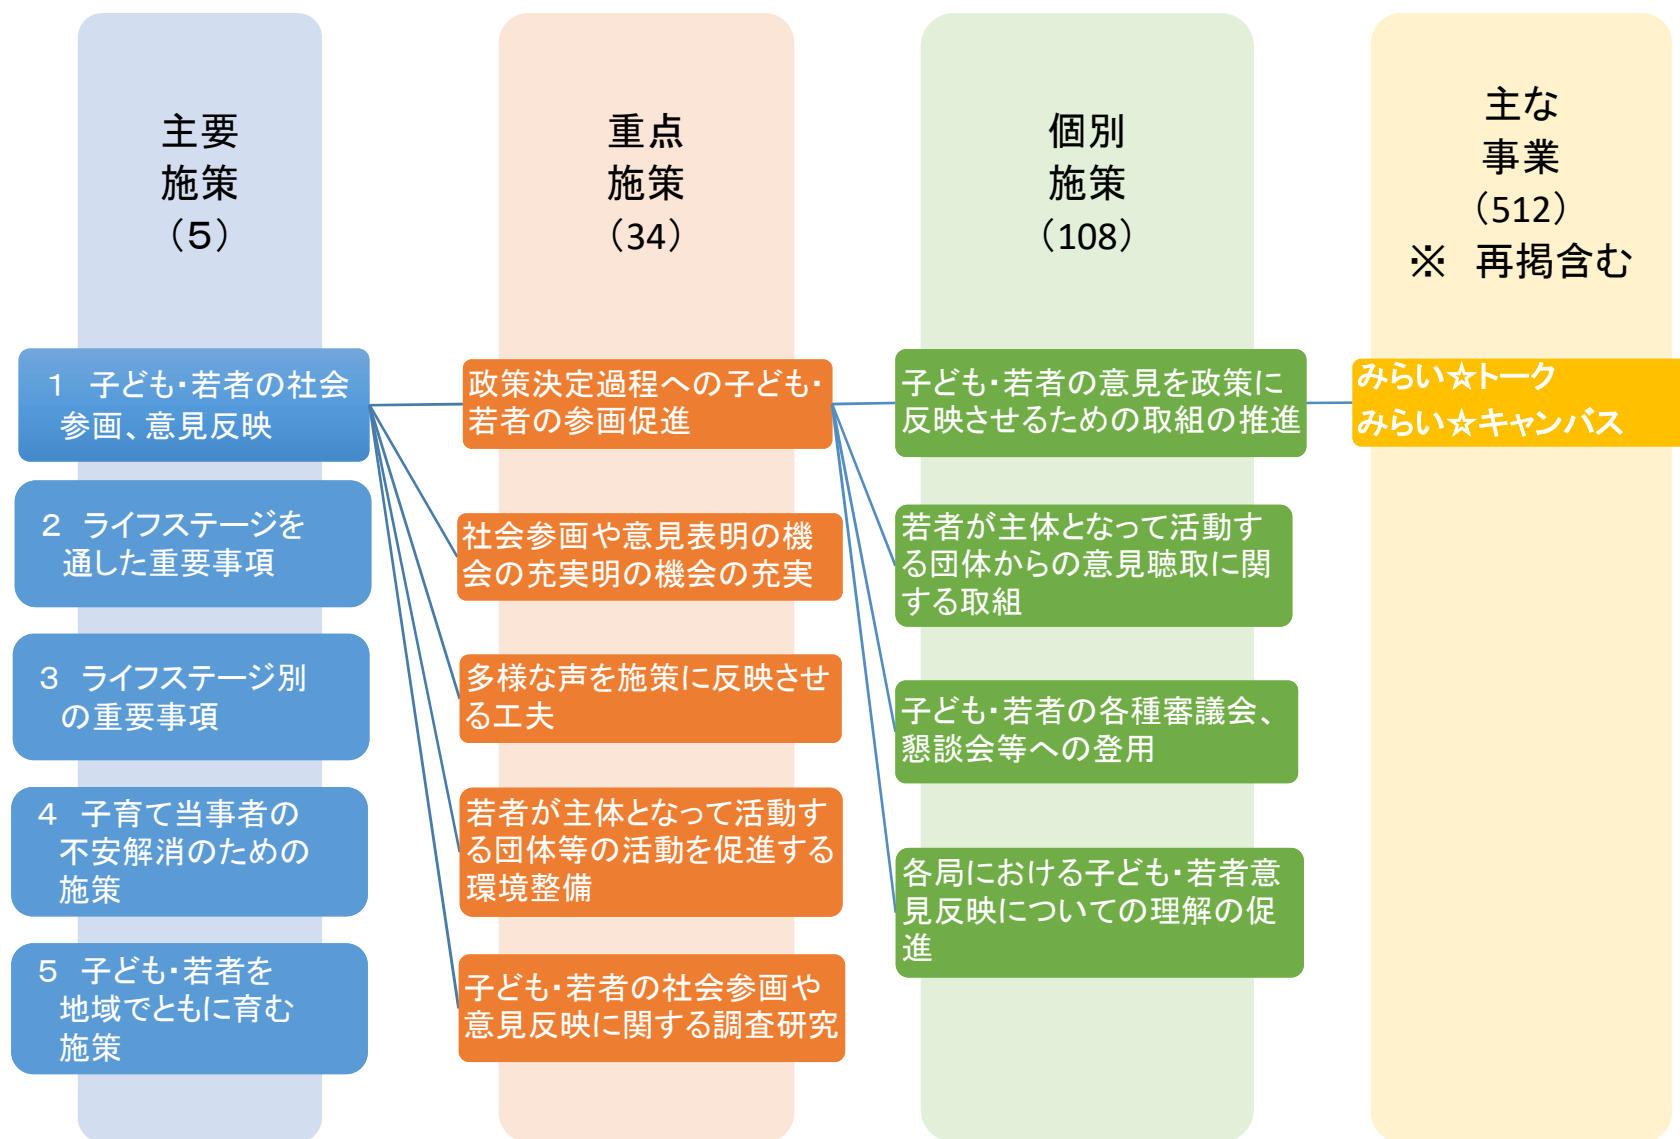 主要
施策
（５）
重点
施策
（34）
個別
施策
（108）
主な
事業
（512）
※　再掲含む
１　子ども・若者の社会
参画、意見反映
２　ライフステージを
通した重要事項
３　ライフステージ別
の重要事項
４　子育て当事者の
不安解消のための
施策
５　子ども・若者を
地域でともに育む
施策
政策決定過程への子ども・
若者の参画促進
社会参画や意見表明の機
会の充実明の機会の充実
多様な声を施策に反映させ
る工夫
若者が主体となって活動す
る団体等の活動を促進する
環境整備
子ども・若者の社会参画や
意見反映に関する調査研究
子ども・若者の意見を政策に
反映させるための取組の推進
若者が主体となって活動す
る団体からの意見聴取に関
する取組
子ども・若者の各種審議会、
懇談会等への登用
各局における子ども・若者意
見反映についての理解の促
進
みらい☆トーク
みらい☆キャンバス